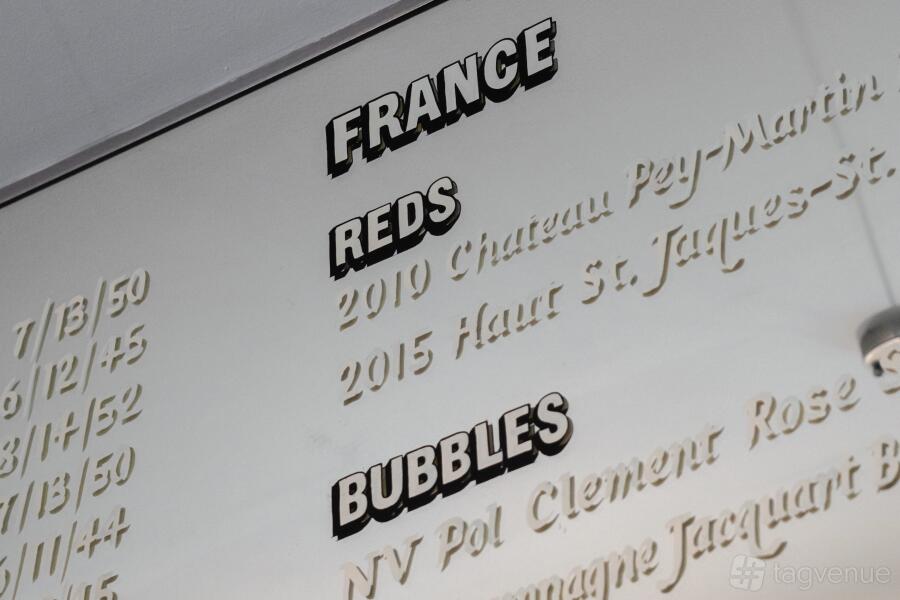 FRANCE
REDS
2010 Chateau Pey-Martin
2015 Haut St. Jaques-St.
BUBBLES
NV Pol Clement Rose
Jacquart
7/13/50
6/12/45
8/14/52
7/13/50
6/11/44
tagvenue